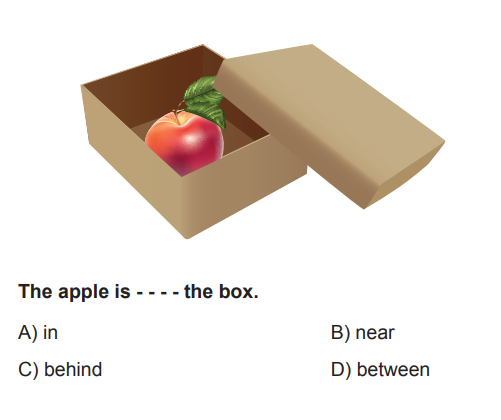 The apple is - - - - the box.
A) in
B) near
C) behind
D) between